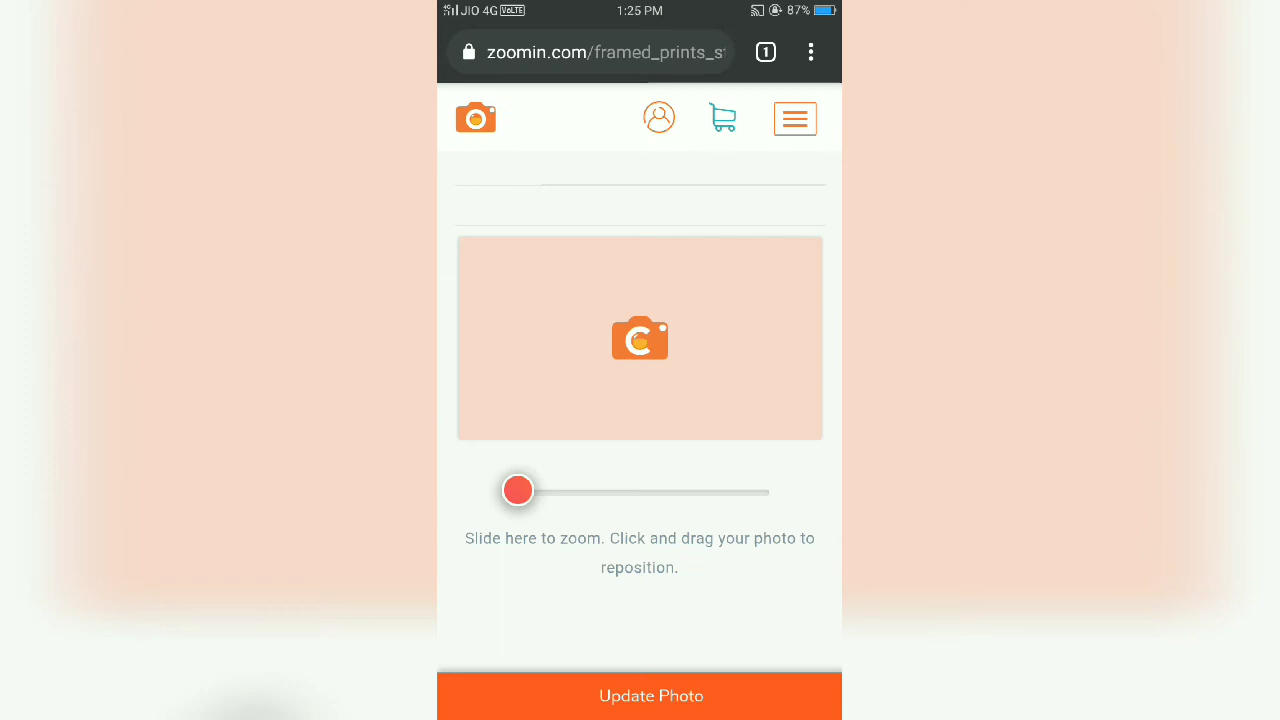 JIO 4G VoLTE 1:25 PM 87%
zoomin.com/framed_prints_s 1
Slide here to zoom. Click and drag your photo to
reposition.
Update Photo